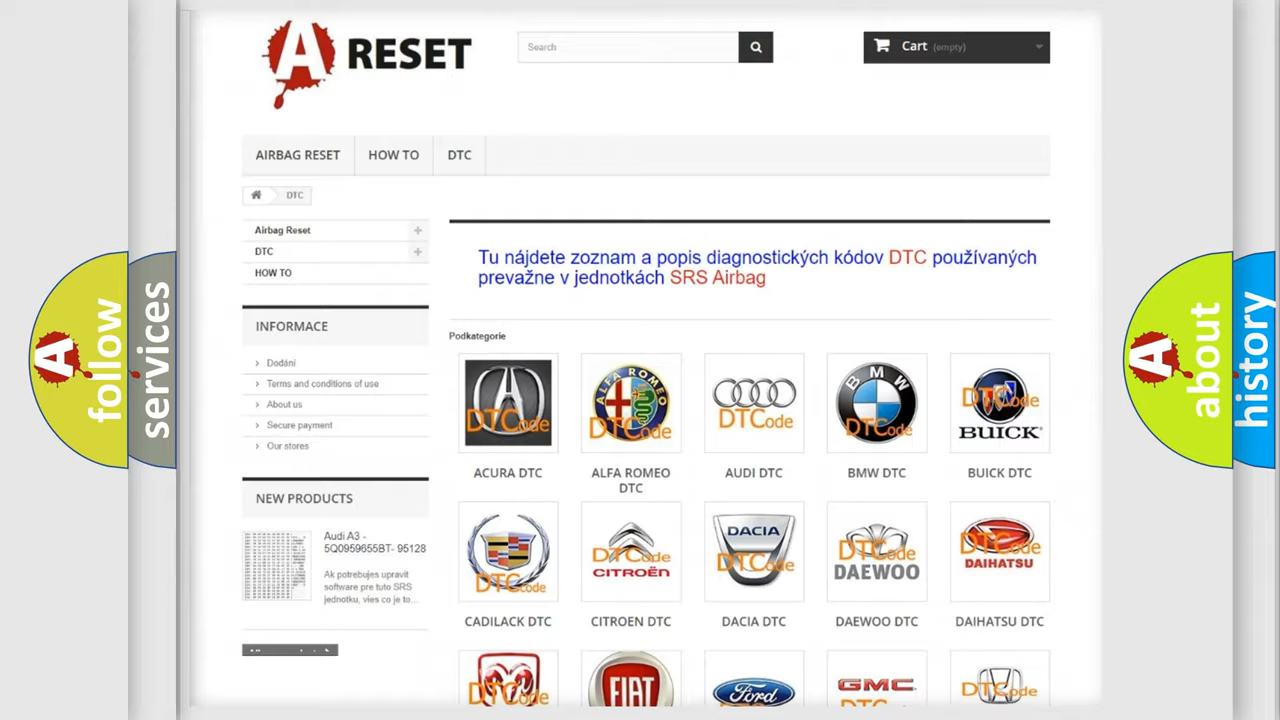 A RESET
Search
Cart (empty)
AIRBAG RESET
HOW TO
DTC
DTC
Airbag Reset
DTC
HOW TO
Tu nájdete zoznam a popis diagnostických kódov DTC používaných
prevažne v jednotkách SRS Airbag
INFORMACE
Dodání
Terms and conditions of use
About us
Secure payment
Our stores
NEW PRODUCTS
Audi A3 -
5Q0959655BT- 95128
Ak potrebujes upravit
software pre tuto SRS
jednotku, vies co je to...
Podkategorie
DTCode
ALFA ROMEO
DTCode
DTCode
BMW
DTCode
DTCode
BUICK
ACURA DTC
ALFA ROMEO
DTC
AUDI DTC
BMW DTC
BUICK DTC
DTCode
DTCode
CITROËN
DACIA
DTCode
DTCode
DAEWOO
DTCode
DAIHATSU
CADILACK DTC
CITROEN DTC
DACIA DTC
DAEWOO DTC
DAIHATSU DTC
DTCode
FIAT
Ford
GMC
DTCode
A follow
services
A about
history